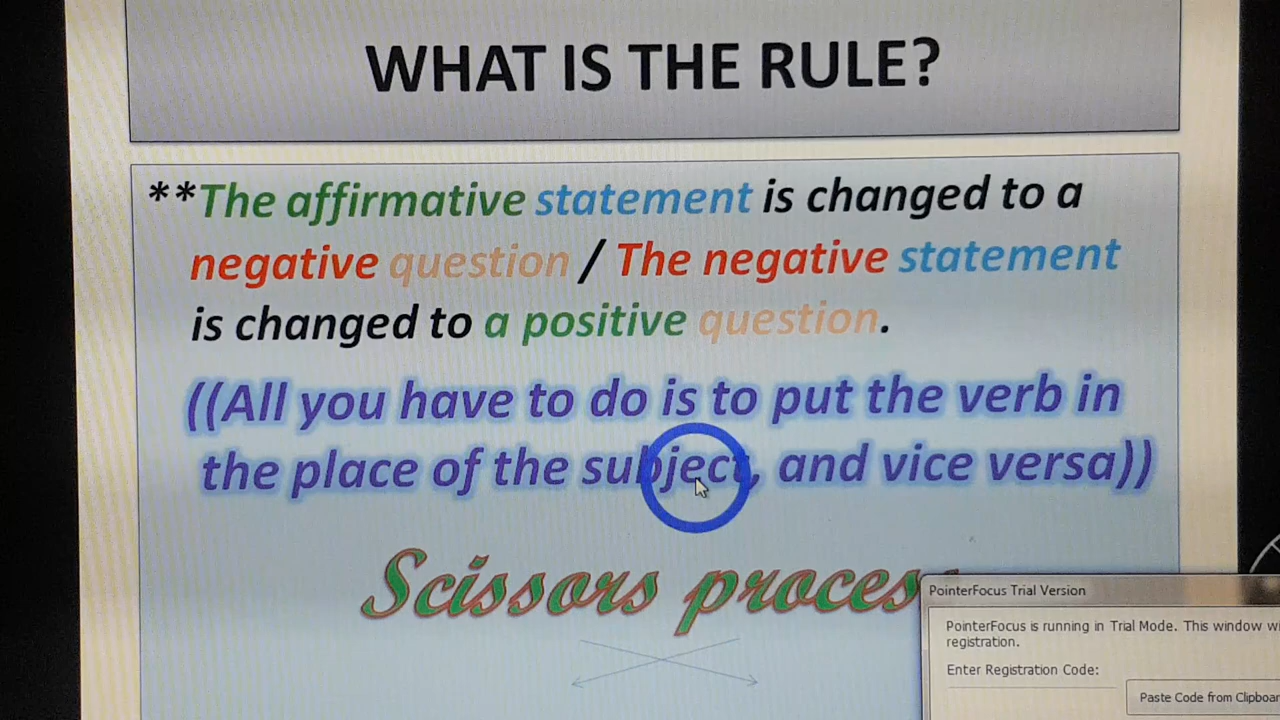 WHAT IS THE RULE?
**The affirmative statement is changed to a
negative question / The negative statement
is changed to a positive question.
((All you have to do is to put the verb in
the place of the subject, and vice versa))
Scissors process
PointerFocus Trial Version
PointerFocus is running in Trial Mode. This window
registration.
Enter Registration Code:
Paste Code from